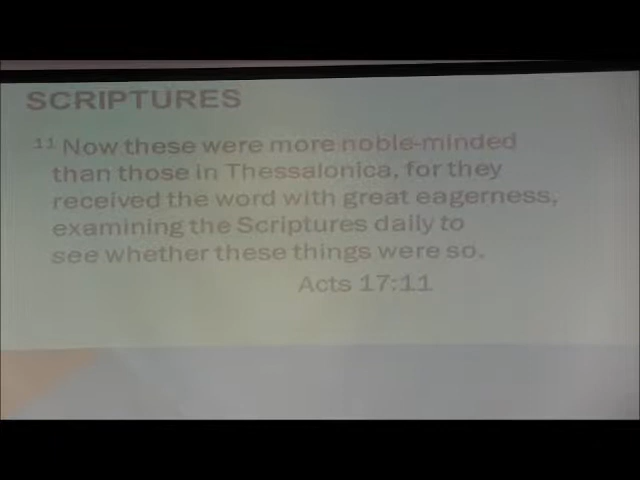 SCRIPTURES
11 Now these were more noble-minded
than those in Thessalonica, for they
received the word with great eagerness,
examining the Scriptures daily to
see whether these things were so.
Acts 17:11